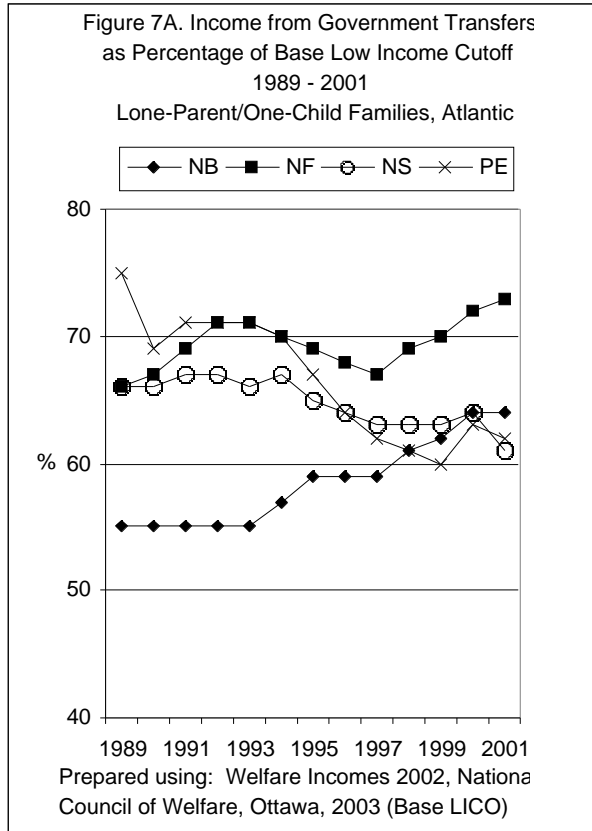 Figure 7A. Income from Government Transfers
as Percentage of Base Low Income Cutoff
1989 - 2001
Lone-Parent/One-Child Families, Atlantic
NB NF NS PE
80
70
%
60
50
40
1989 1991 1993 1995 1997 1999 2001
Prepared using: Welfare Incomes 2002, Nationa
Council of Welfare, Ottawa, 2003 (Base LICO)